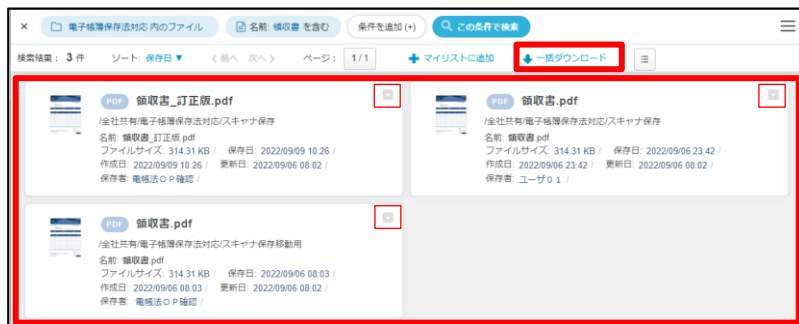 × 電子帳簿保存法対応 内のファイル 名前: 領収書 を含む 条件を追加 (+) この条件で検索
検索結果: 3 件 ソート: 保存日▼ <前へ 次へ> ページ: 1/1 マイリストに追加 一括ダウンロード
PDF 領収書_訂正版.pdf
/全社共有/電子帳簿保存法対応/スキャナ保存
名前: 領収書_訂正版.pdf
ファイルサイズ: 314.31 KB / 保存日: 2022/09/09 10:26 /
作成日: 2022/09/09 10:26 / 更新日: 2022/09/06 08:02 /
保存者: 電帳法OP確認 /
PDF 領収書.pdf
/全社共有/電子帳簿保存法対応/スキャナ保存
名前: 領収書.pdf
ファイルサイズ: 314.31 KB / 保存日: 2022/09/06 23:42 /
作成日: 2022/09/06 23:42 / 更新日: 2022/09/06 08:02 /
保存者: ユーザ01 /
PDF 領収書.pdf
/全社共有/電子帳簿保存法対応/スキャナ保存移動用
名前: 領収書.pdf
ファイルサイズ: 314.31 KB / 保存日: 2022/09/06 08:03 /
作成日: 2022/09/06 08:03 / 更新日: 2022/09/06 08:02 /
保存者: 電帳法OP確認 /